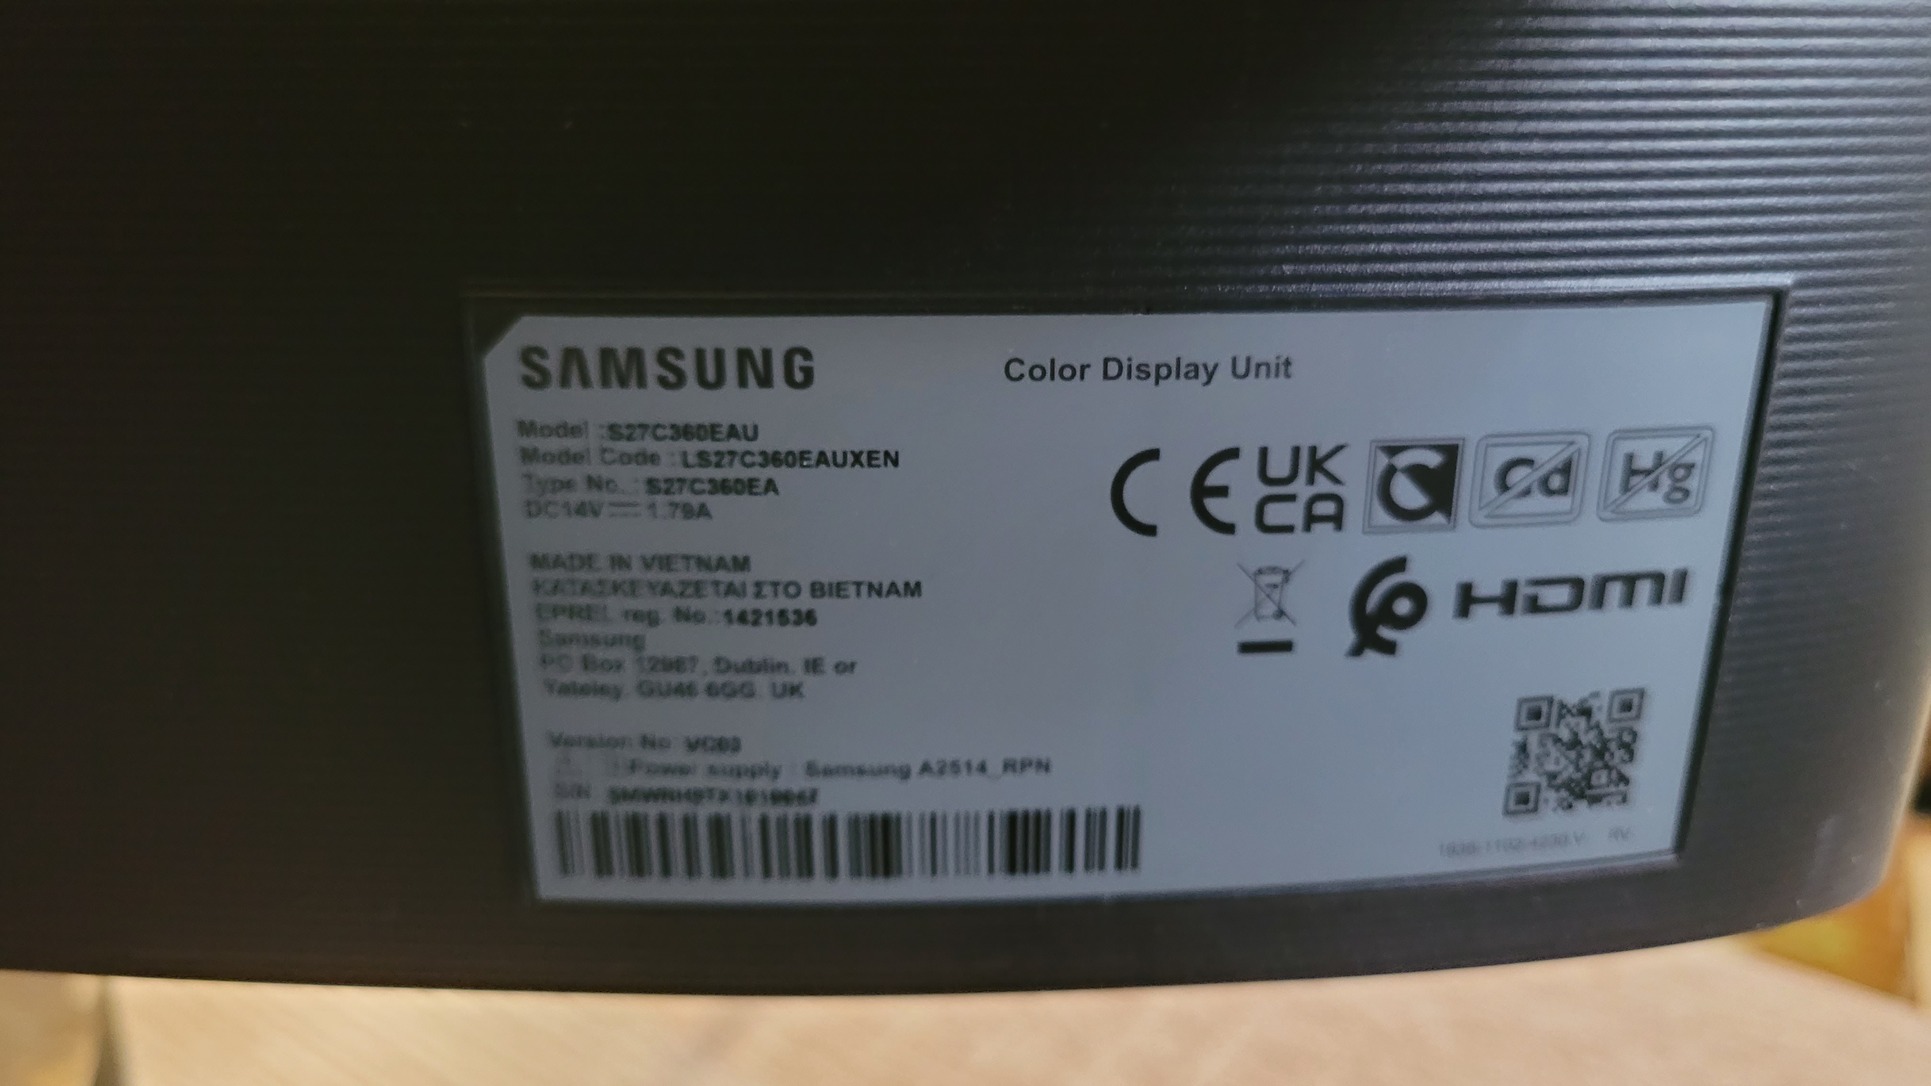 SAMSUNG
Color Display Unit
Model : S27C360EAU
Model Code : LS27C360EAUXEN
Type No. : S27C360EA
DC14V 1.79A
MADE IN VIETNAM
ΚΑΤΑΣΚΕΥΑΖΕΤΑΙ ΣΤΟ ΒΙΕΤΝΑΜ
EPREL reg. No.:1421536
Samsung
PO Box 12987, Dublin. IE or
Yateley. GU46 6GG. UK
Version No VC03
Power supply : Samsung A2514_RPN
S/N
CE UK CA Cd Hg
HDMI